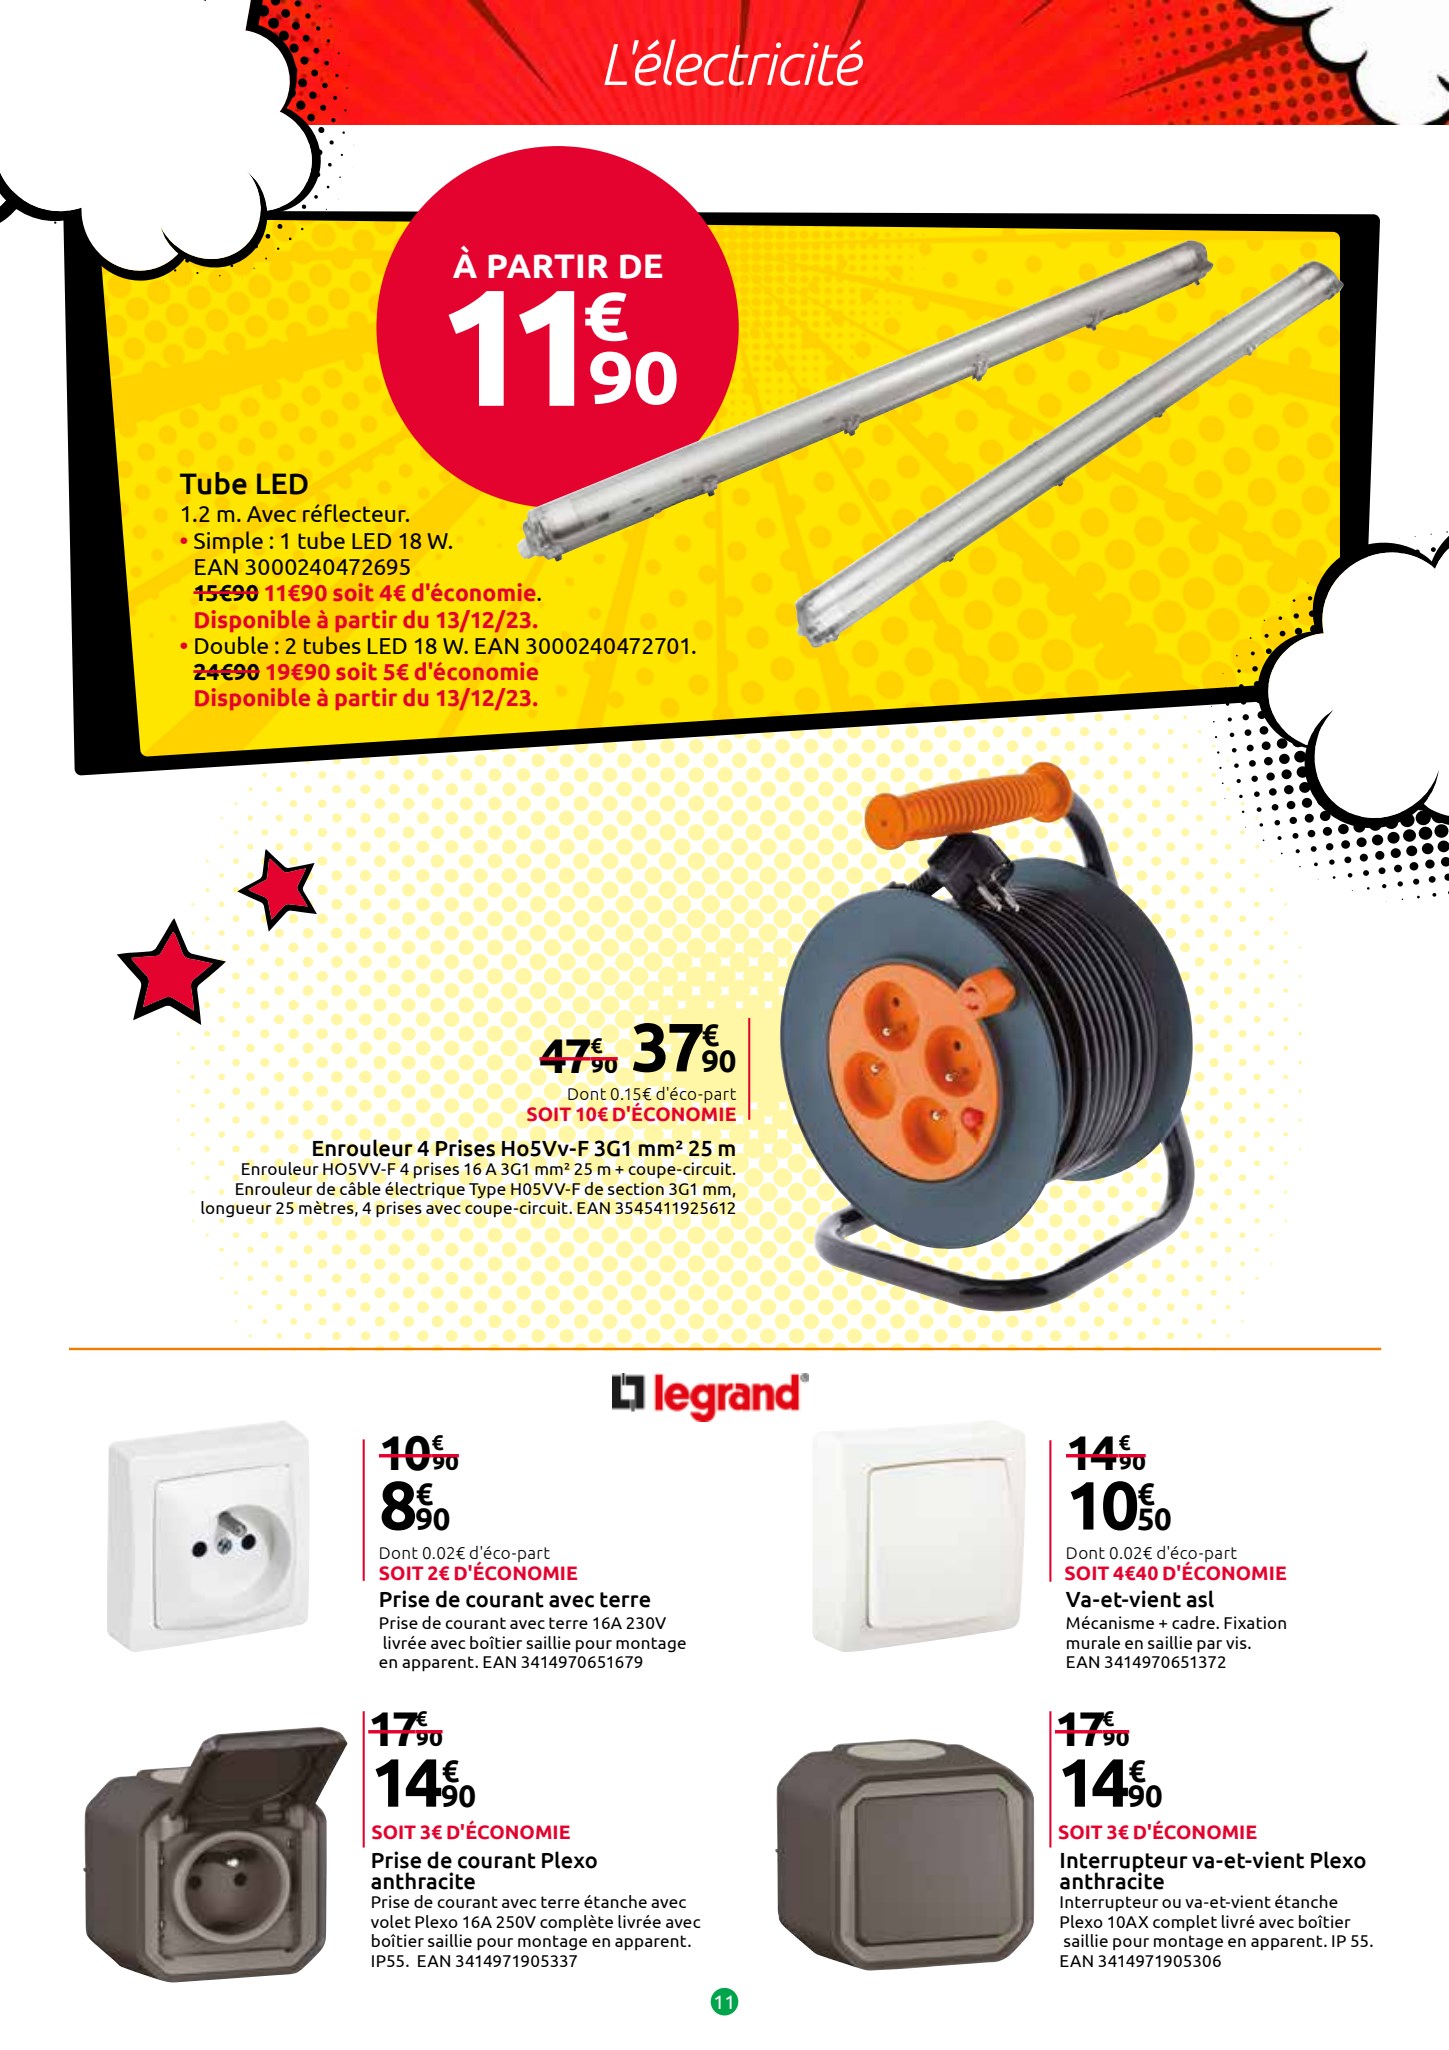 L'électricité
À PARTIR DE
11€90
Tube LED
1.2 m. Avec réflecteur.
• Simple : 1 tube LED 18 W.
EAN 3000240472695
15€90 11€90 soit 4€ d'économie.
Disponible à partir du 13/12/23.
• Double : 2 tubes LED 18 W. EAN 3000240472701.
24€90 19€90 soit 5€ d'économie
Disponible à partir du 13/12/23.
47€90 37€90
Dont 0.15€ d'éco-part
SOIT 10€ D'ÉCONOMIE
Enrouleur 4 Prises Ho5Vv-F 3G1 mm² 25 m
Enrouleur HO5VV-F 4 prises 16 A 3G1 mm² 25 m + coupe-circuit.
Enrouleur de câble électrique Type H05VV-F de section 3G1 mm,
longueur 25 mètres, 4 prises avec coupe-circuit. EAN 3545411925612
legrand®
10€90
8€90
Dont 0.02€ d'éco-part
SOIT 2€ D'ÉCONOMIE
Prise de courant avec terre
Prise de courant avec terre 16A 230V
livrée avec boîtier saillie pour montage
en apparent. EAN 3414970651679
14€90
10€50
Dont 0.02€ d'éco-part
SOIT 4€40 D'ÉCONOMIE
Va-et-vient asl
Mécanisme + cadre. Fixation
murale en saillie par vis.
EAN 3414970651372
17€90
14€90
SOIT 3€ D'ÉCONOMIE
Prise de courant Plexo
anthracite
Prise de courant avec terre étanche avec
volet Plexo 16A 250V complète livrée avec
boîtier saillie pour montage en apparent.
IP55. EAN 3414971905337
17€90
14€90
SOIT 3€ D'ÉCONOMIE
Interrupteur va-et-vient Plexo
anthracite
Interrupteur ou va-et-vient étanche
Plexo 10AX complet livré avec boîtier
saillie pour montage en apparent. IP 55.
EAN 3414971905306
11